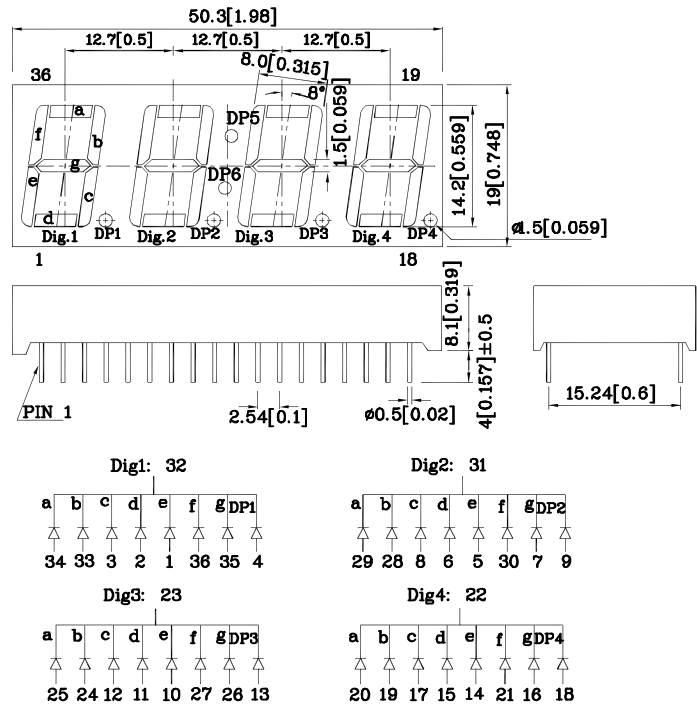 50.3[1.98]
12.7[0.5] 12.7[0.5] 12.7[0.5]
8.0[0.315]
36 19
8°
1.5[0.059]
a
f b
DP5
g
DP6
e c
d
14.2[0.559]
19[0.748]
Dig.1 DP1 Dig.2 DP2 Dig.3 DP3 Dig.4 DP4
ø1.5[0.059]
1 18
8.1[0.319]
4[0.157]±0.5
PIN 1
2.54[0.1]
ø0.5[0.02]
15.24[0.6]
Dig1: 32
a b c d e f g DP1
34 33 3 2 1 36 35 4
Dig2: 31
a b c d e f g DP2
29 28 8 6 5 30 7 9
Dig3: 23
a b c d e f g DP3
25 24 12 11 10 27 26 13
Dig4: 22
a b c d e f g DP4
20 19 17 15 14 21 16 18